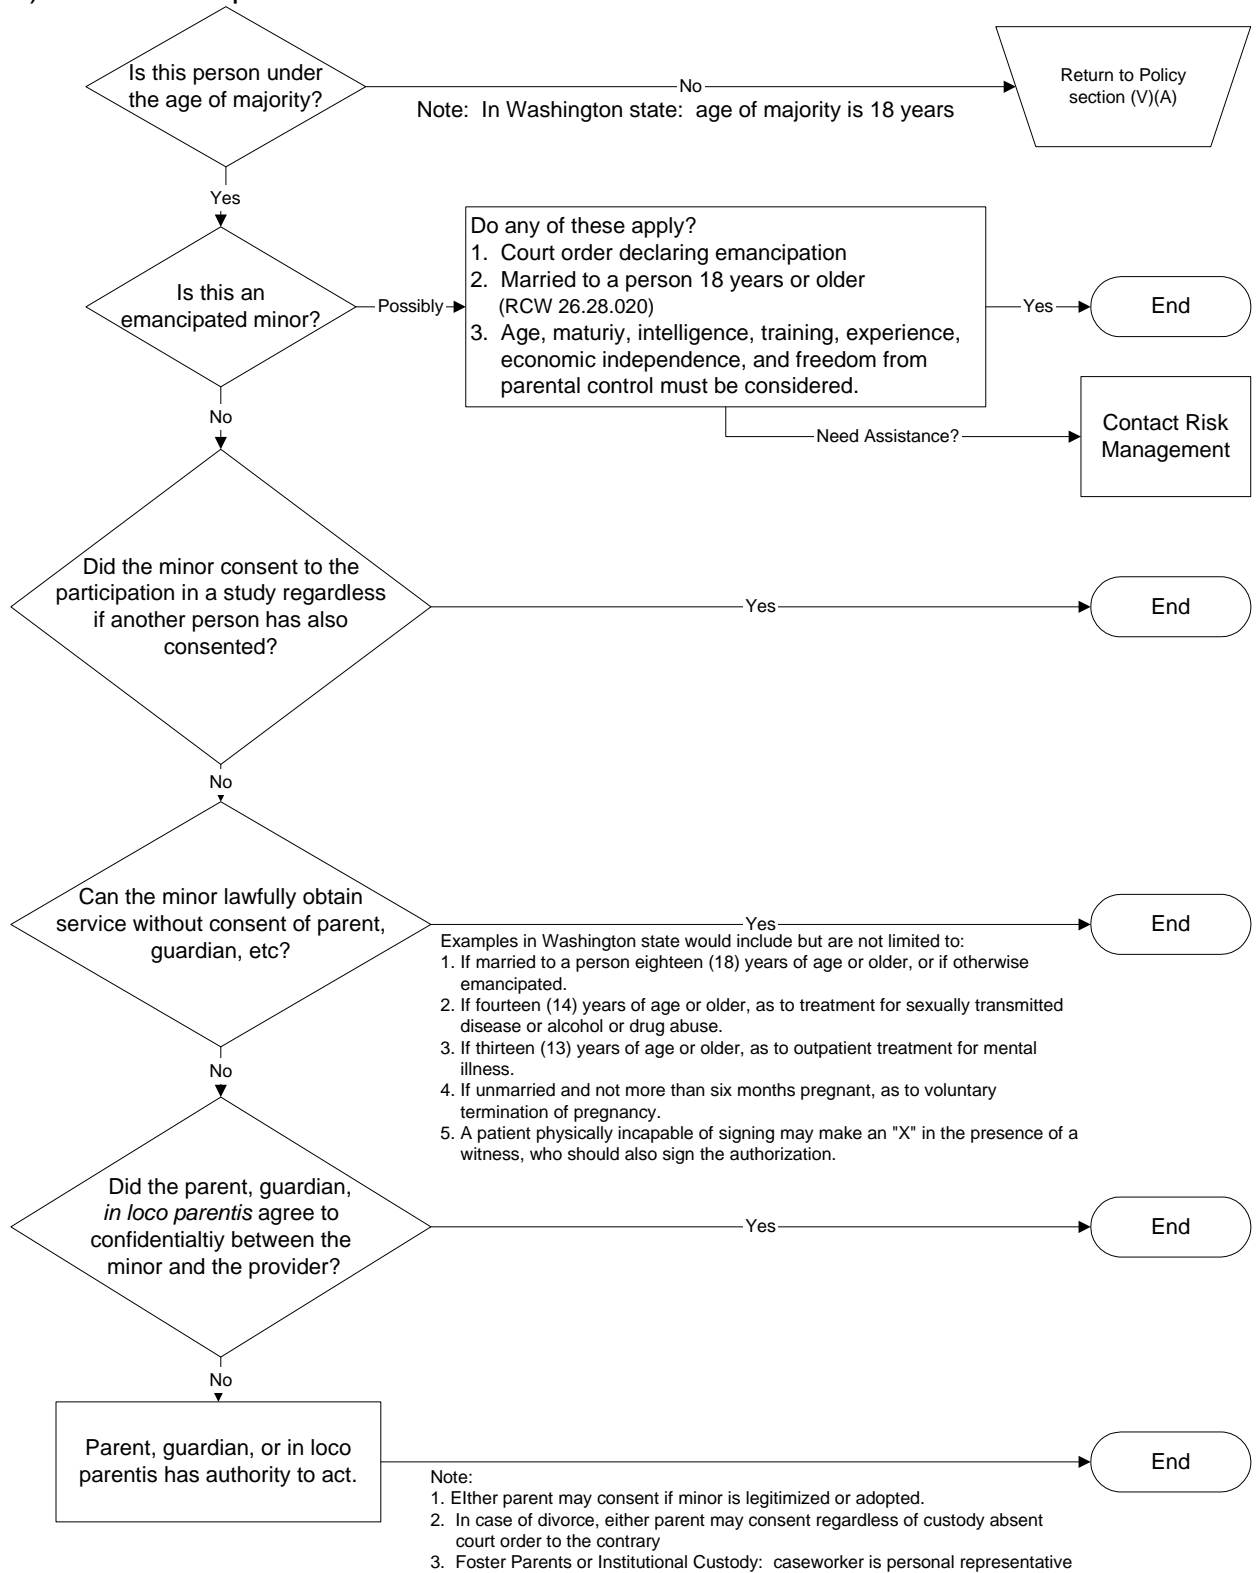 Is this person under
the age of majority?
No
Note: In Washington state: age of majority is 18 years
Return to Policy
section (V)(A)
Yes
Is this an
emancipated minor?
Possibly
Do any of these apply?
1. Court order declaring emancipation
2. Married to a person 18 years or older
(RCW 26.28.020)
3. Age, maturiy, intelligence, training, experience,
economic independence, and freedom from
parental control must be considered.
Yes
End
Need Assistance?
Contact Risk
Management
No
Did the minor consent to the
participation in a study regardless
if another person has also
consented?
Yes
End
No
Can the minor lawfully obtain
service without consent of parent,
guardian, etc?
Yes
End
Examples in Washington state would include but are not limited to:
1. If married to a person eighteen (18) years of age or older, or if otherwise
emancipated.
2. If fourteen (14) years of age or older, as to treatment for sexually transmitted
disease or alcohol or drug abuse.
3. If thirteen (13) years of age or older, as to outpatient treatment for mental
illness.
4. If unmarried and not more than six months pregnant, as to voluntary
termination of pregnancy.
5. A patient physically incapable of signing may make an "X" in the presence of a
witness, who should also sign the authorization.
No
Did the parent, guardian,
in loco parentis agree to
confidentialtiy between the
minor and the provider?
Yes
End
No
Parent, guardian, or in loco
parentis has authority to act.
End
Note:
1. EIther parent may consent if minor is legitimized or adopted.
2. In case of divorce, either parent may consent regardless of custody absent
court order to the contrary
3. Foster Parents or Institutional Custody: caseworker is personal representative